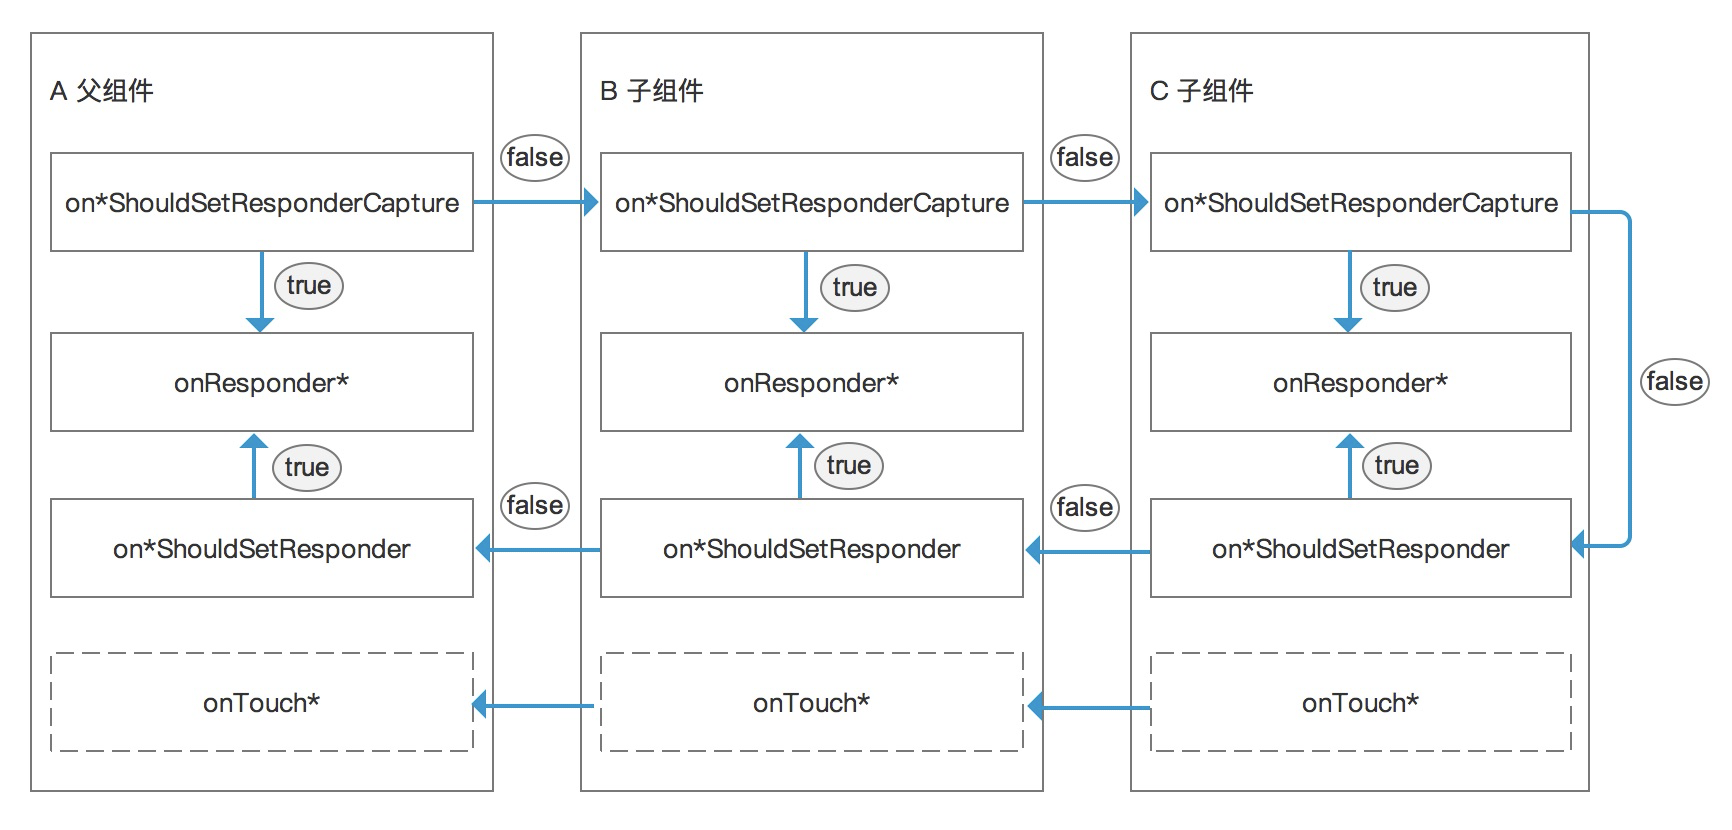 A 父组件
B 子组件
C 子组件
false
false
on*ShouldSetResponderCapture
on*ShouldSetResponderCapture
on*ShouldSetResponderCapture
true
true
true
onResponder*
onResponder*
onResponder*
false
true
true
true
false
false
on*ShouldSetResponder
on*ShouldSetResponder
on*ShouldSetResponder
onTouch*
onTouch*
onTouch*